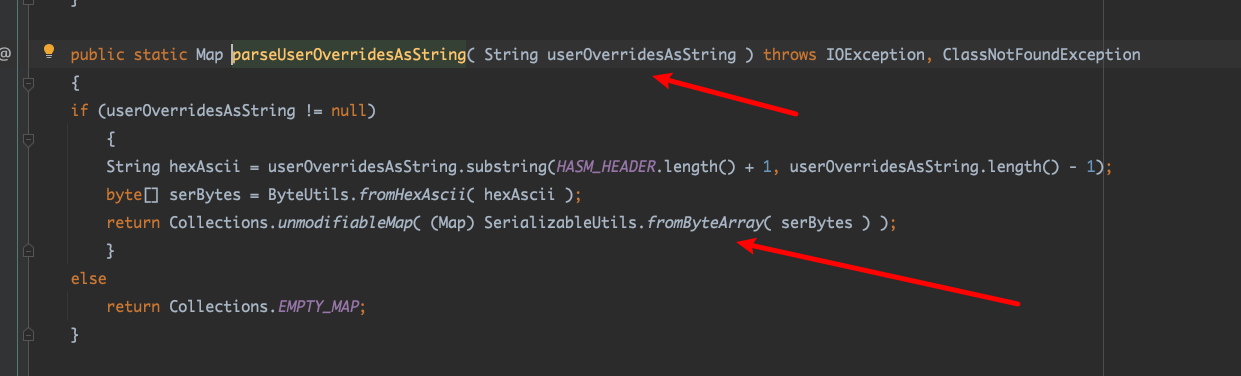 }
@ public static Map parseUserOverridesAsString( String userOverridesAsString ) throws IOException, ClassNotFoundException
{
if (userOverridesAsString != null)
{
String hexAscii = userOverridesAsString.substring(HASM_HEADER.length() + 1, userOverridesAsString.length() - 1);
byte[] serBytes = ByteUtils.fromHexAscii( hexAscii );
return Collections.unmodifiableMap( (Map) SerializableUtils.fromByteArray( serBytes ) );
}
else
return Collections.EMPTY_MAP;
}